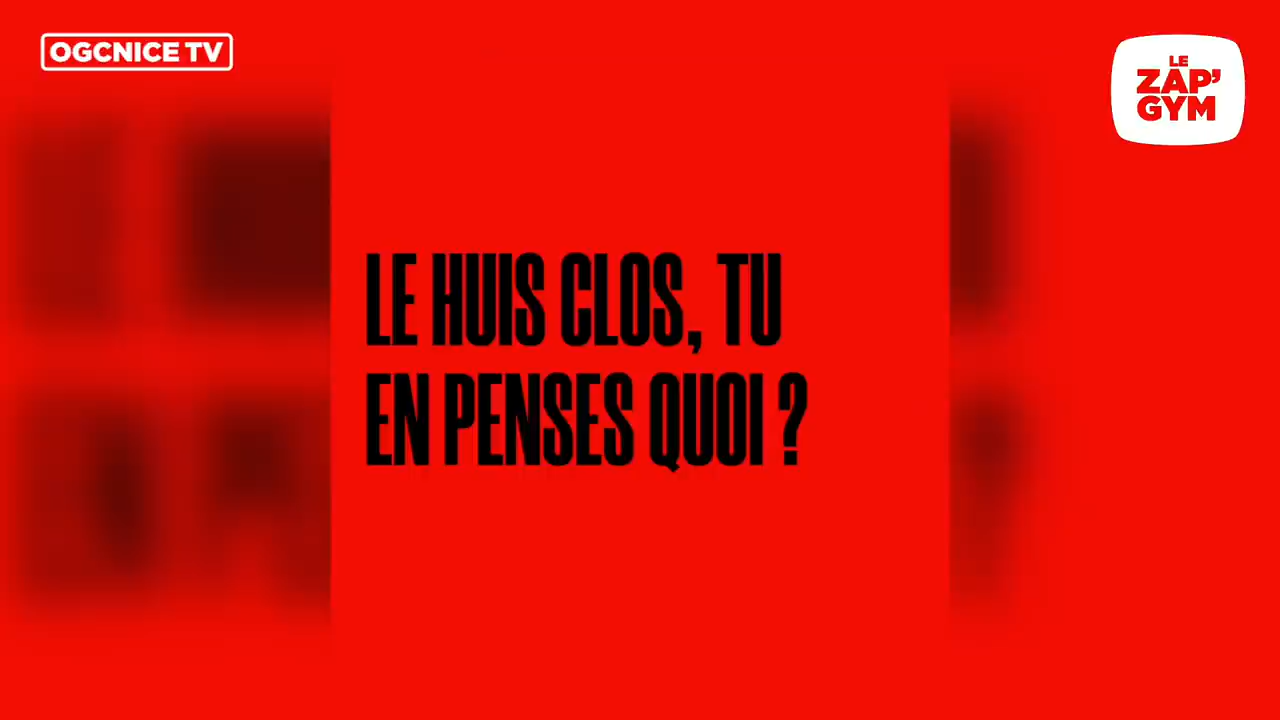 OGCNICE TV
LE
ZAP'
GYM
LE HUIS CLOS, TU
EN PENSES QUOI ?